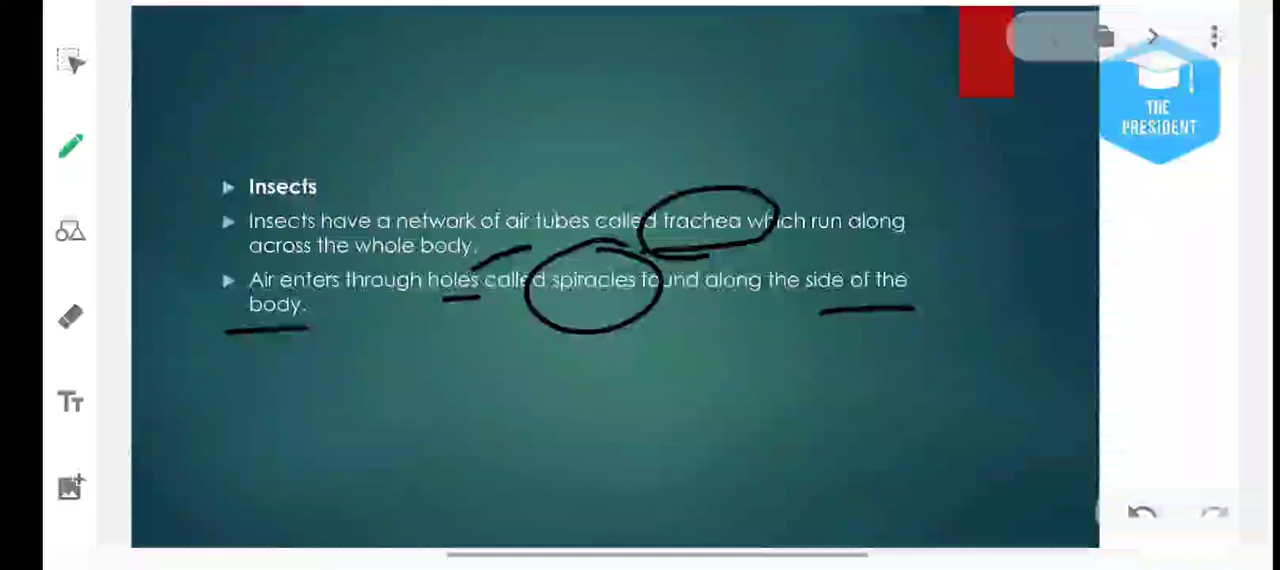 THE
PRESIDENT
Insects
Insects have a network of air tubes called trachea which run along
across the whole body.
Air enters through holes called spiracles found along the side of the
body.
TT